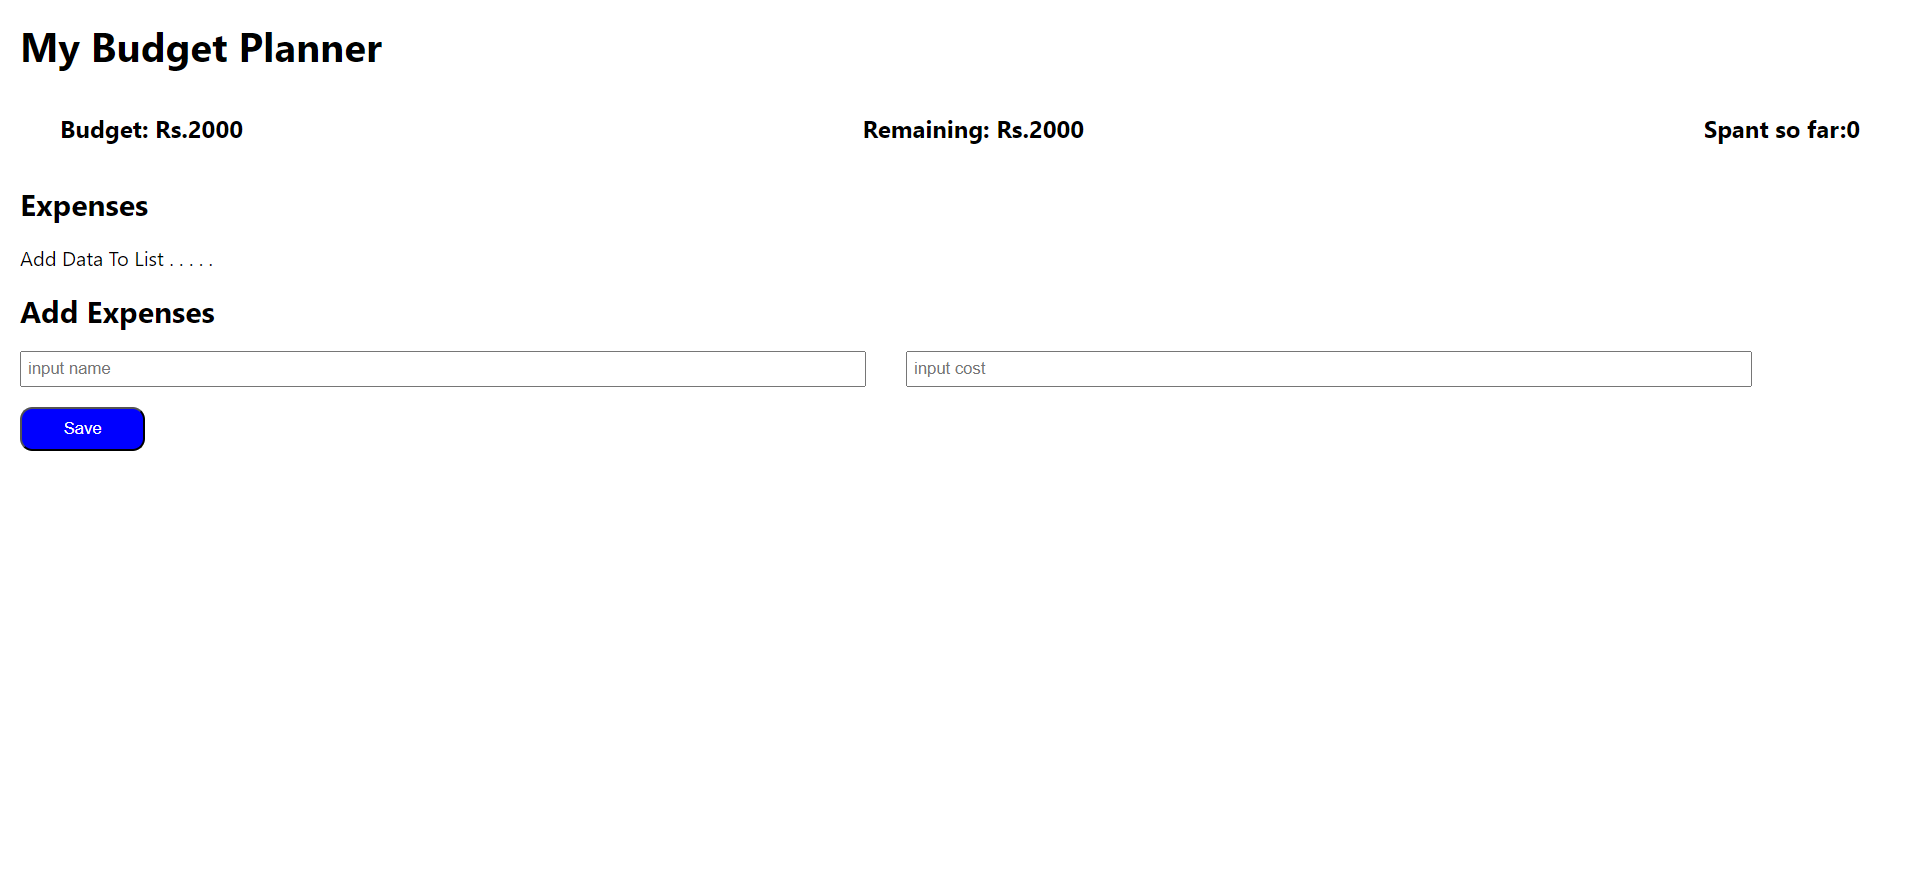 My Budget Planner
Budget: Rs.2000 Remaining: Rs.2000 Spant so far:0
Expenses
Add Data To List . . . . .
Add Expenses
input name input cost
Save